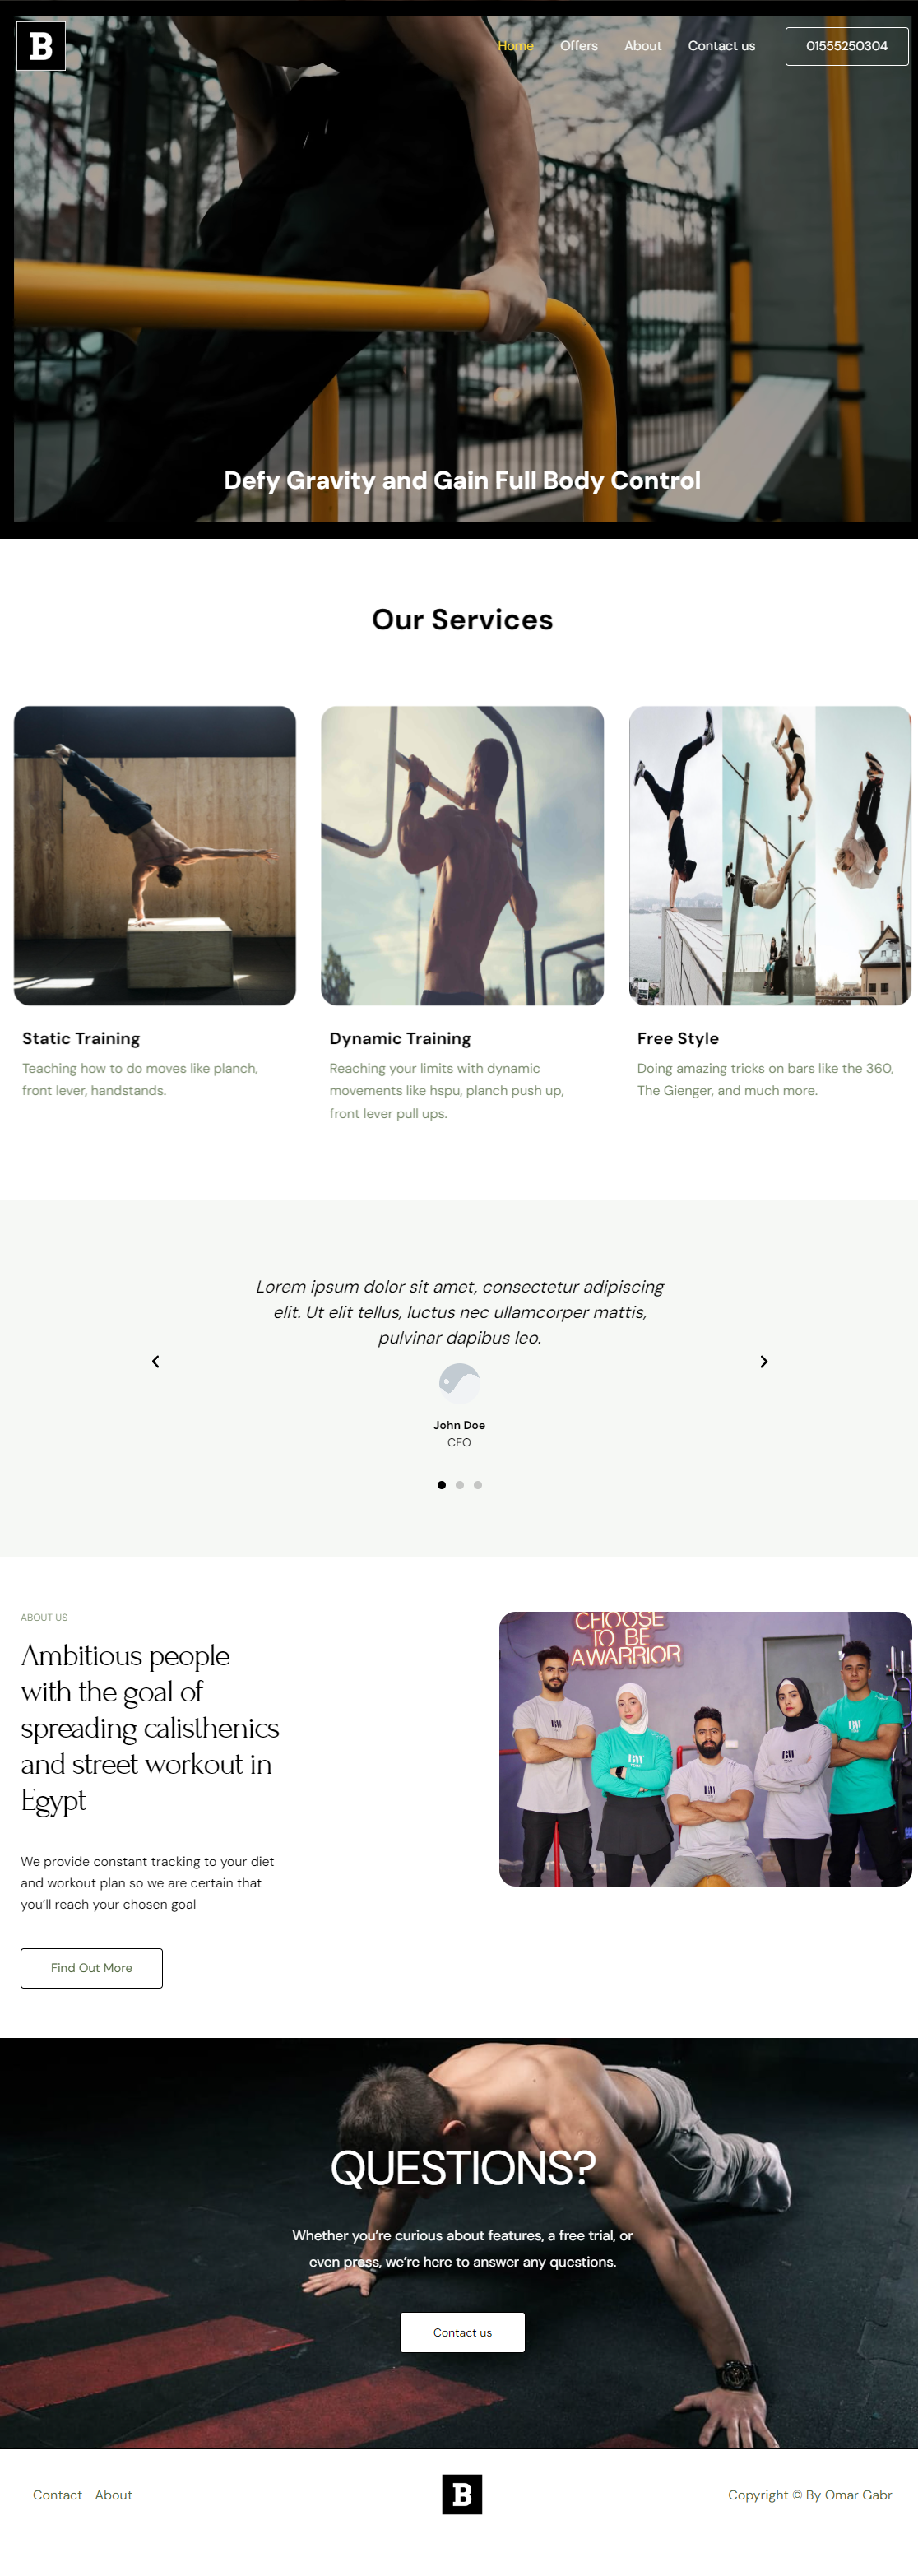 B
Home Offers About Contact us 01555250304
Defy Gravity and Gain Full Body Control
Our Services
Static Training
Teaching how to do moves like planch,
front lever, handstands.
Dynamic Training
Reaching your limits with dynamic
movements like hspu, planch push up,
front lever pull ups.
Free Style
Doing amazing tricks on bars like the 360,
The Gienger, and much more.
Lorem ipsum dolor sit amet, consectetur adipiscing
elit. Ut elit tellus, luctus nec ullamcorper mattis,
pulvinar dapibus leo.
John Doe
CEO
ABOUT US
Ambitious people
with the goal of
spreading calisthenics
and street workout in
Egypt
We provide constant tracking to your diet
and workout plan so we are certain that
you’ll reach your chosen goal
Find Out More
CHOOSE
TO BE
A WARRIOR
QUESTIONS?
Whether you’re curious about features, a free trial, or
even press, we’re here to answer any questions.
Contact us
Contact About
B
Copyright © By Omar Gabr